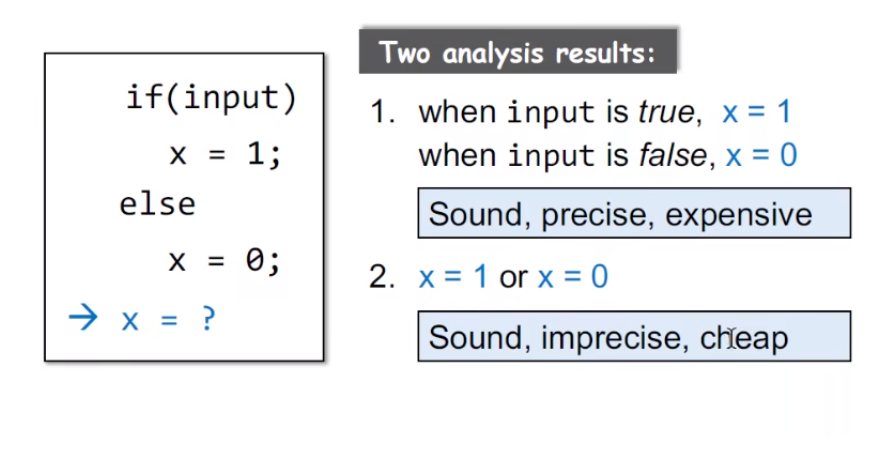 if(input)
x = 1;
else
x = 0;
→ x = ?
Two analysis results:
1. when input is true, x = 1
when input is false, x = 0
Sound, precise, expensive
2. x = 1 or x = 0
Sound, imprecise, cheap